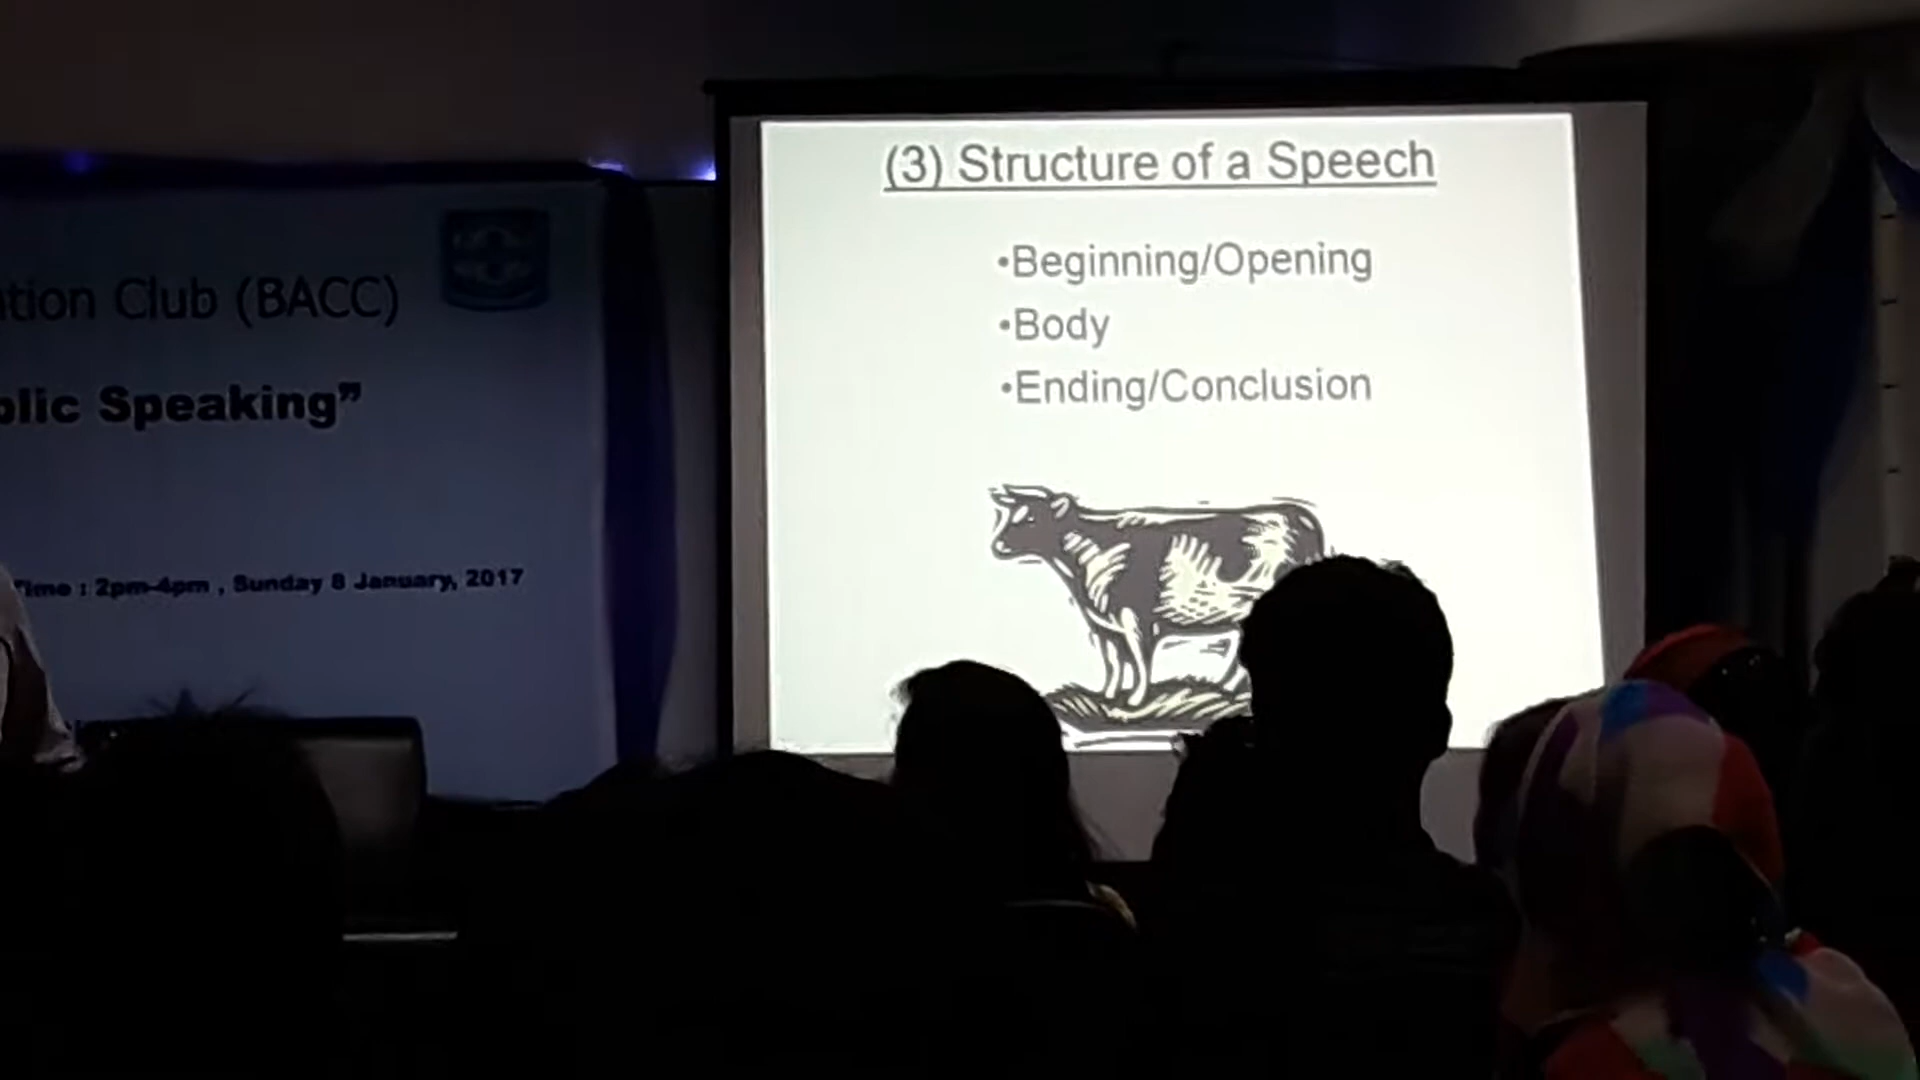 tion Club (BACC)
blic Speaking”
Time : 2pm-4pm , Sunday 8 January, 2017
(3) Structure of a Speech
•Beginning/Opening
•Body
•Ending/Conclusion